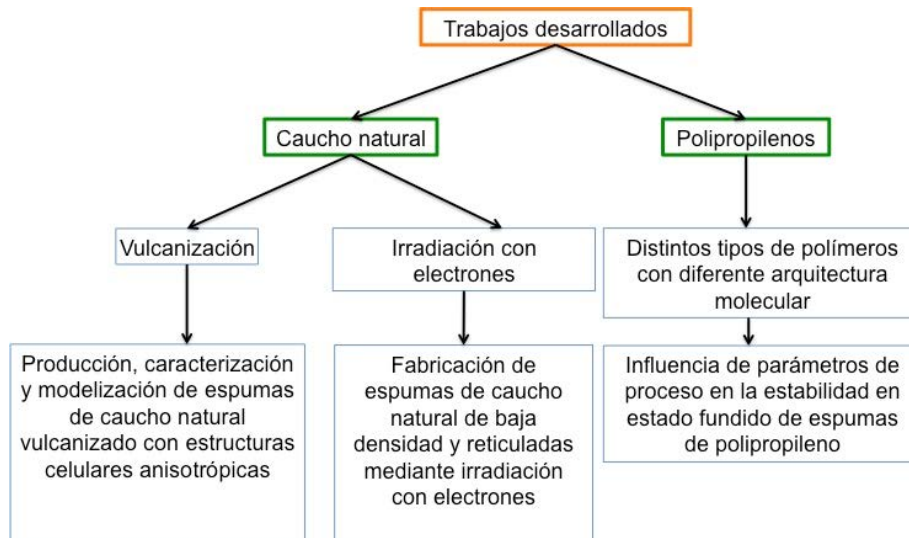 Trabajos desarrollados
Caucho natural
Polipropilenos
Vulcanización
Irradiación con
electrones
Distintos tipos de polímeros
con diferente arquitectura
molecular
Producción, caracterización
y modelización de espumas
de caucho natural
vulcanizado con estructuras
celulares anisotrópicas
Fabricación de
espumas de caucho
natural de baja
densidad y reticuladas
mediante irradiación
con electrones
Influencia de parámetros de
proceso en la estabilidad en
estado fundido de espumas
de polipropileno